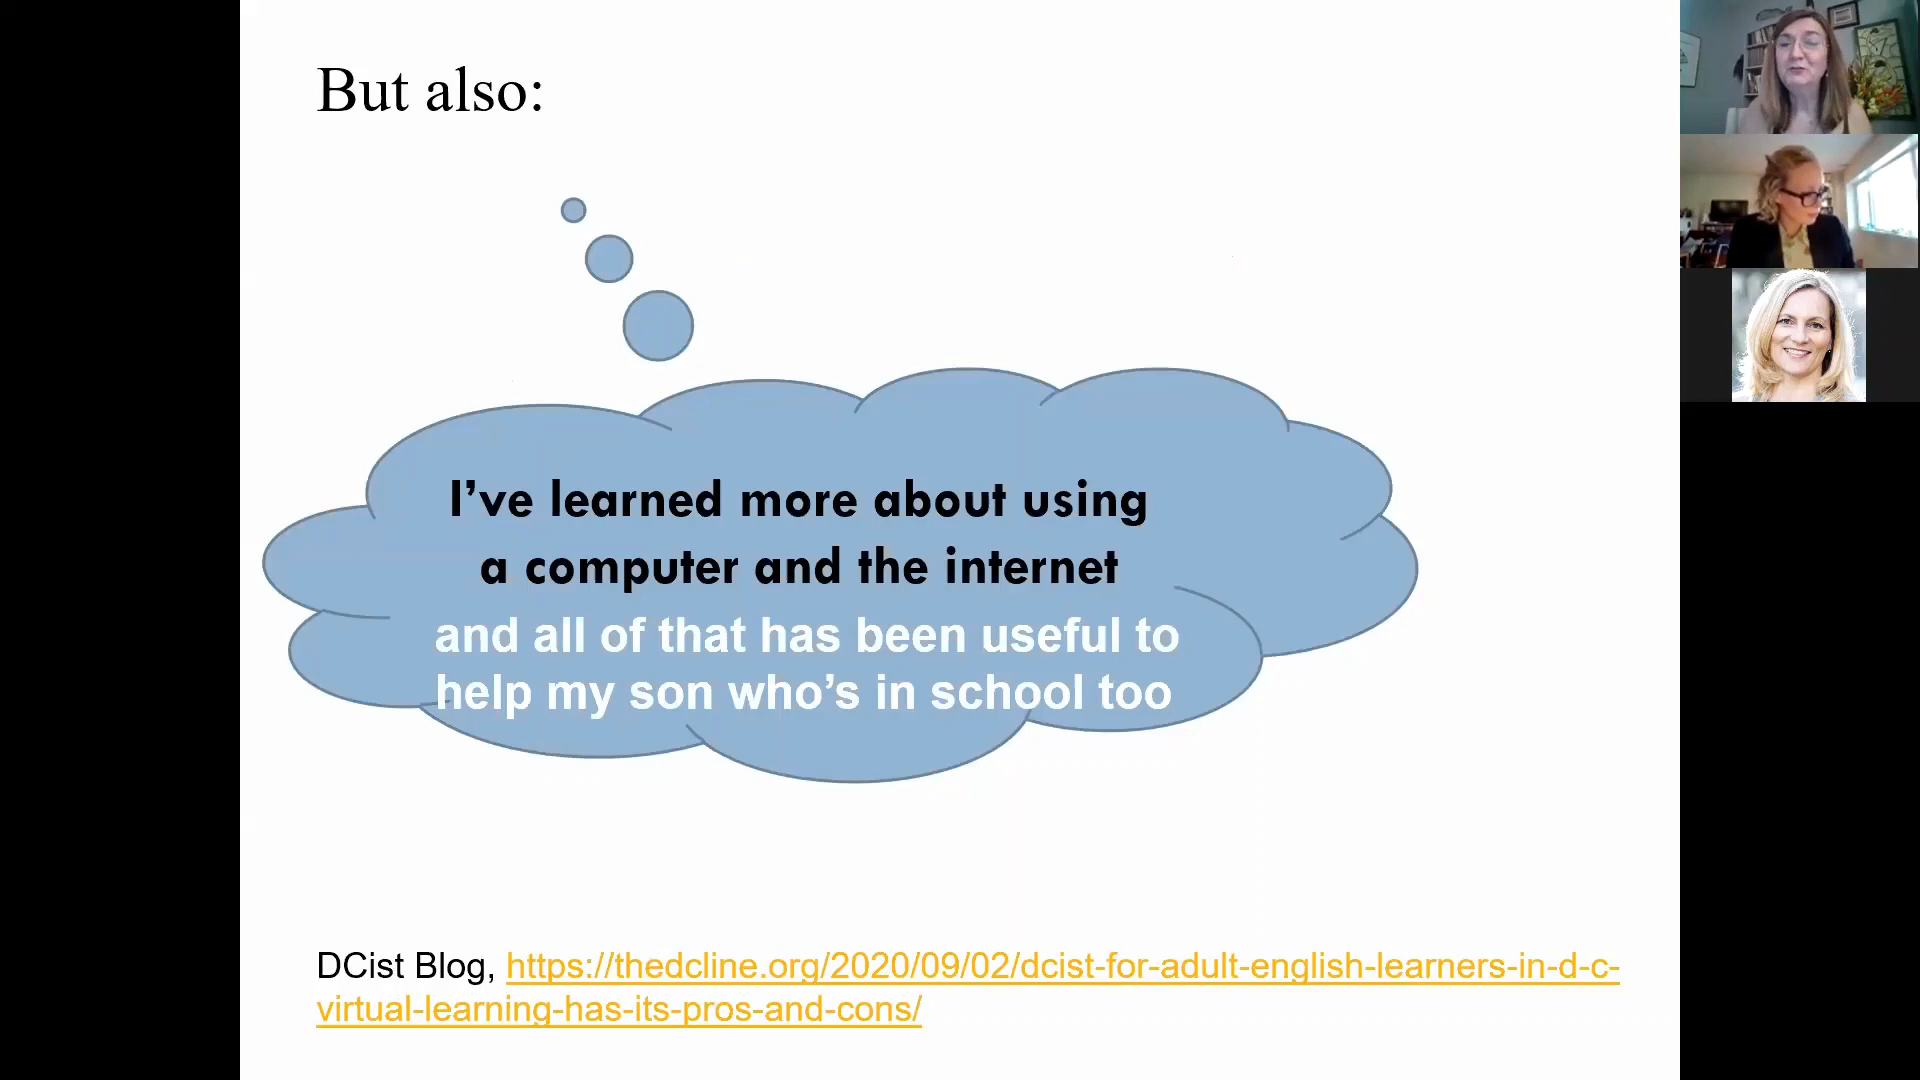 But also:
I’ve learned more about using
a computer and the internet
and all of that has been useful to
help my son who’s in school too
DCist Blog, https://thedcline.org/2020/09/02/dcist-for-adult-english-learners-in-d-c-
virtual-learning-has-its-pros-and-cons/